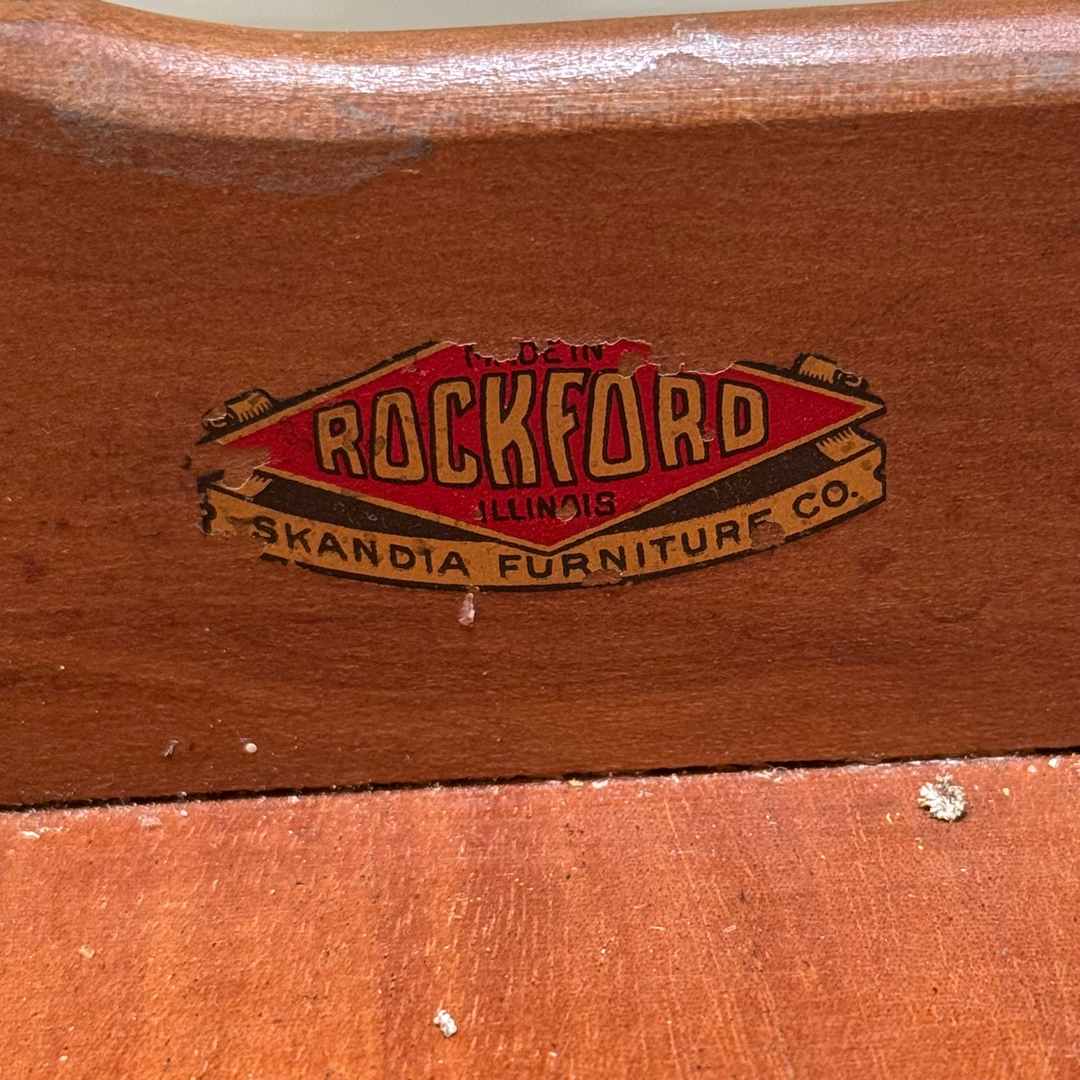 MADE IN
ROCKFORD
ILLINOIS
SKANDIA FURNITURE CO.